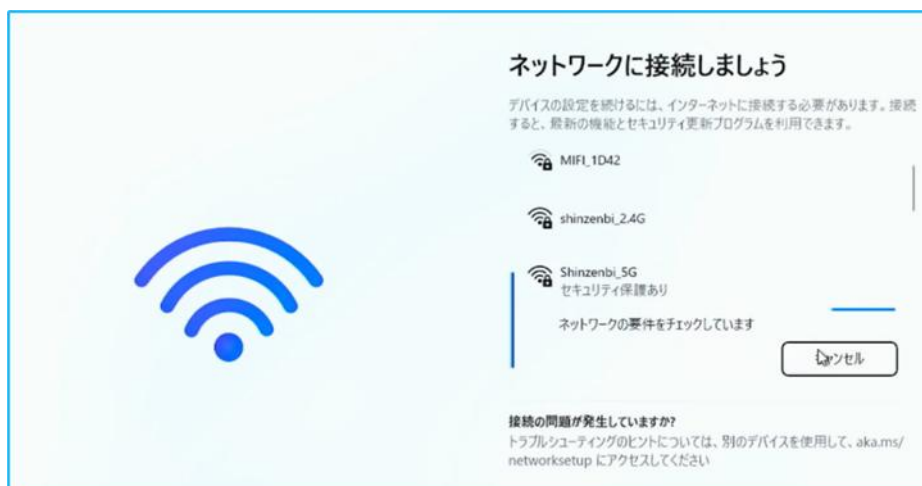 ネットワークに接続しましょう
デバイスの設定を続けるには、インターネットに接続する必要があります。接続
すると、最新の機能とセキュリティ更新プログラムを利用できます。
MIFI_1D42
shinzenbi_2.4G
Shinzenbi_5G
セキュリティ保護あり
ネットワークの要件をチェックしています
キャンセル
接続の問題が発生していますか?
トラブルシューティングのヒントについては、別のデバイスを使用して、aka.ms/
networksetup にアクセスしてください